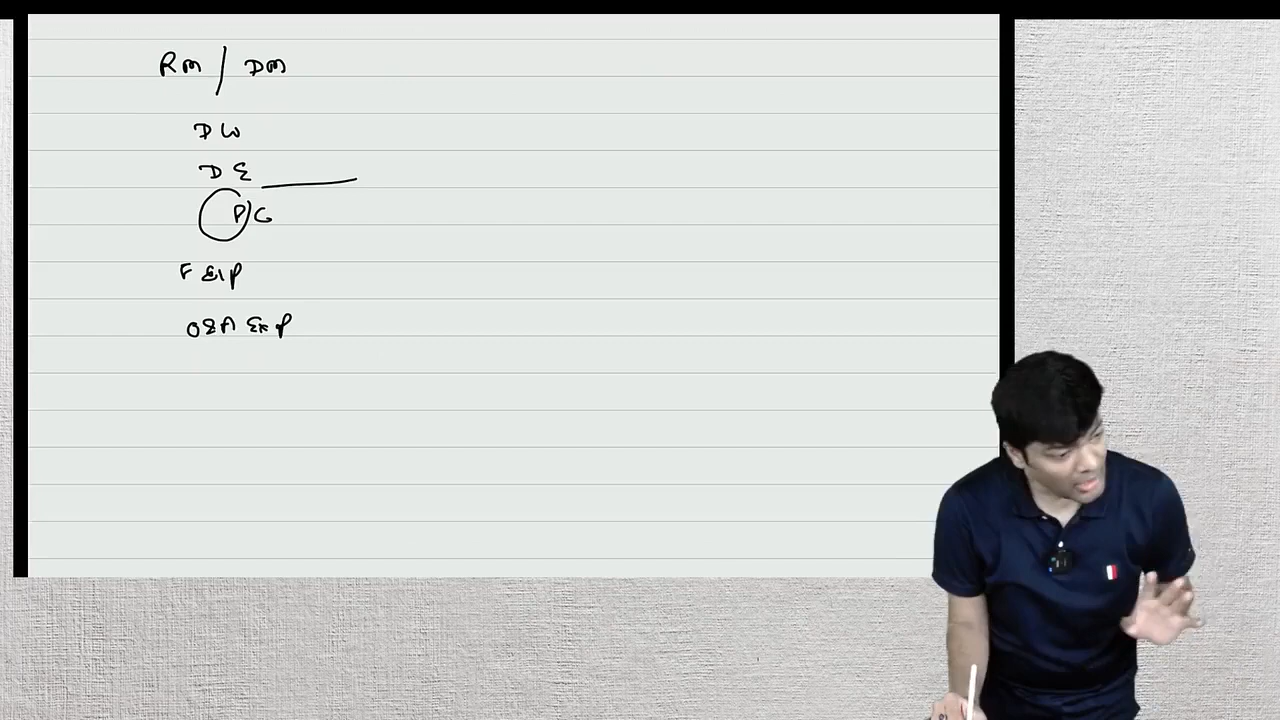 RM / DM
DW
DE
P/C
F Exp
O&A Exp